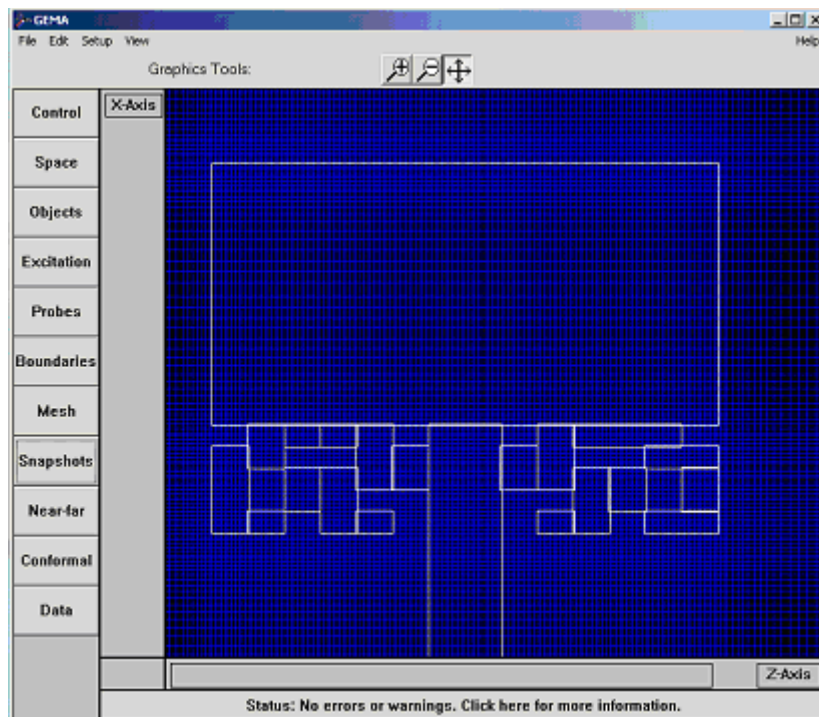 GEMA
File Edit Setup View Help
Graphics Tools:
Control
X-Axis
Space
Objects
Excitation
Probes
Boundaries
Mesh
Snapshots
Near-far
Conformal
Data
Z-Axis
Status: No errors or warnings. Click here for more information.